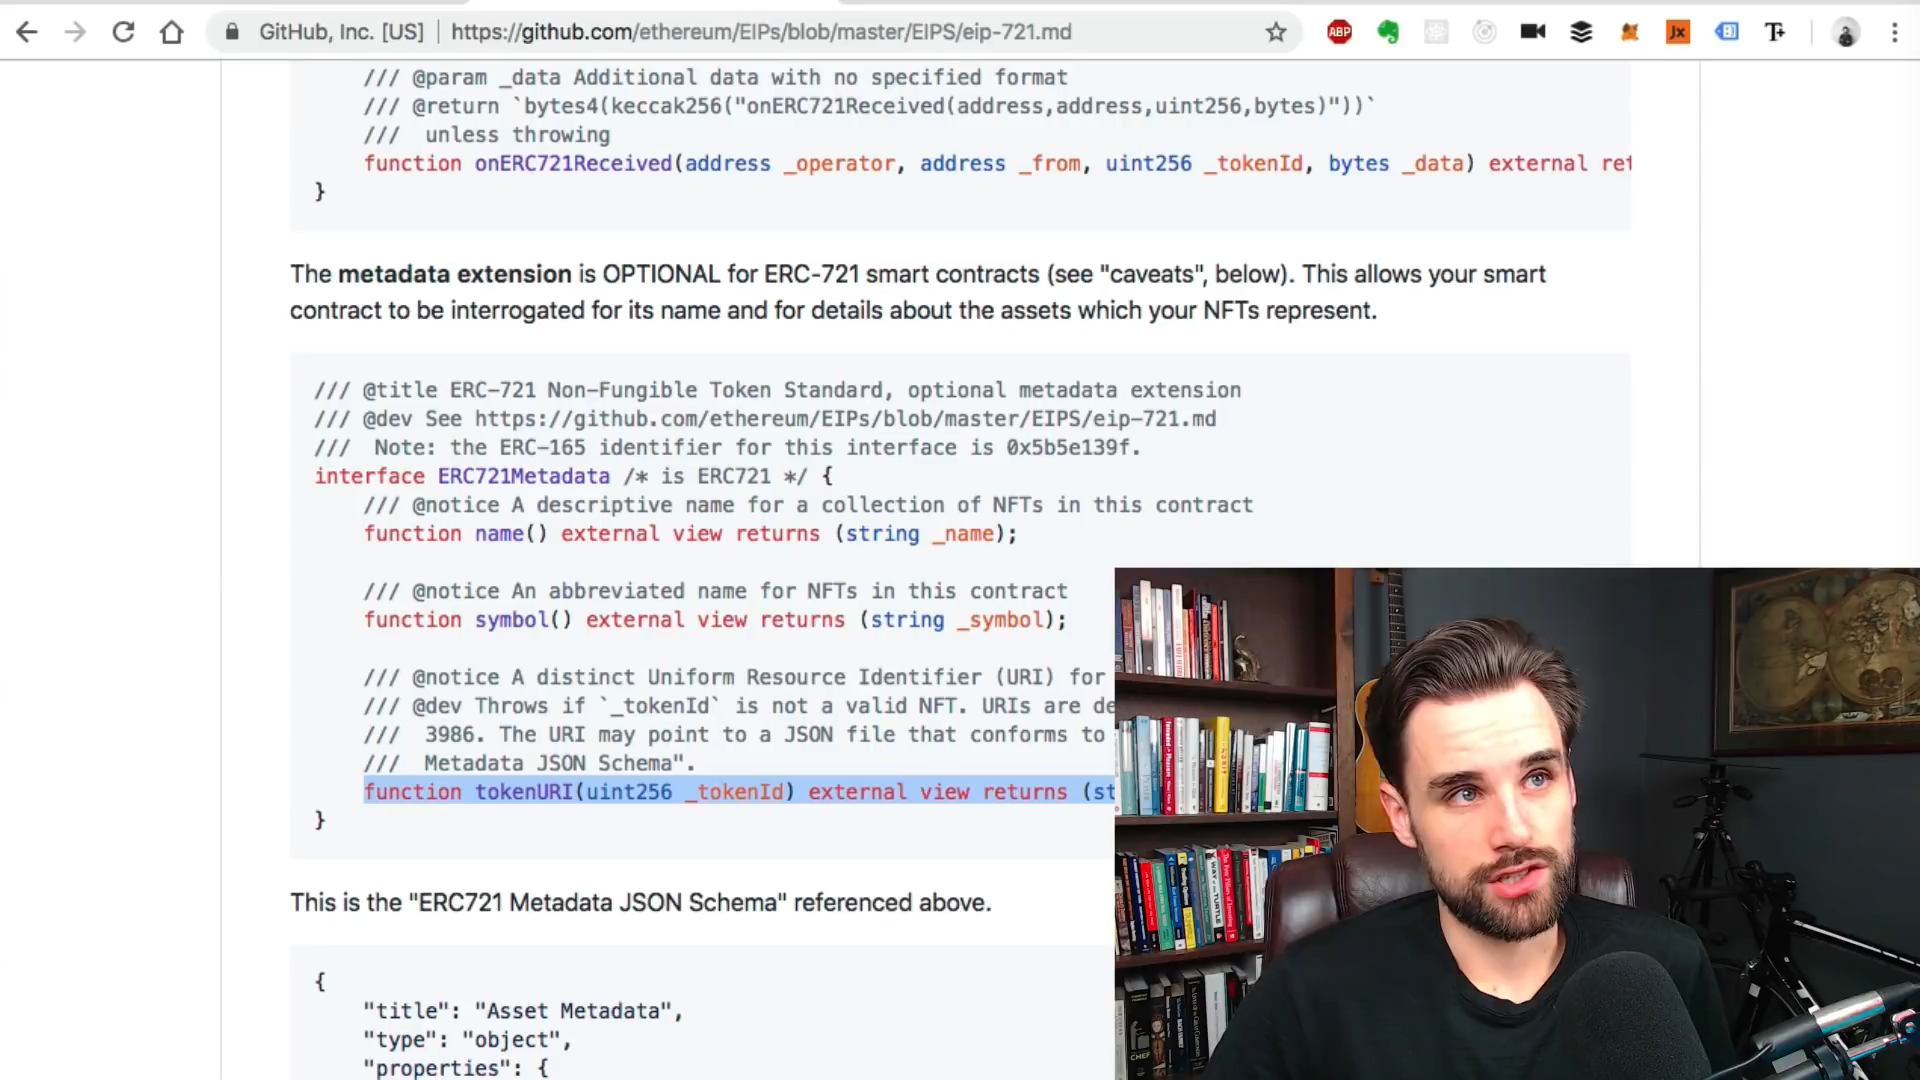 GitHub, Inc. [US] | https://github.com/ethereum/EIPs/blob/master/EIPS/eip-721.md
ABP
Jx
/// @param _data Additional data with no specified format
/// @return `bytes4(keccak256("onERC721Received(address,address,uint256,bytes)"))`
/// unless throwing
function onERC721Received(address _operator, address _from, uint256 _tokenId, bytes _data) external ret
}
The metadata extension is OPTIONAL for ERC-721 smart contracts (see "caveats", below). This allows your smart
contract to be interrogated for its name and for details about the assets which your NFTs represent.
/// @title ERC-721 Non-Fungible Token Standard, optional metadata extension
/// @dev See https://github.com/ethereum/EIPs/blob/master/EIPS/eip-721.md
/// Note: the ERC-165 identifier for this interface is 0x5b5e139f.
interface ERC721Metadata /* is ERC721 */ {
/// @notice A descriptive name for a collection of NFTs in this contract
function name() external view returns (string _name);
/// @notice An abbreviated name for NFTs in this contract
function symbol() external view returns (string _symbol);
/// @notice A distinct Uniform Resource Identifier (URI) for
/// @dev Throws if `_tokenId` is not a valid NFT. URIs are de
/// 3986. The URI may point to a JSON file that conforms to
/// Metadata JSON Schema".
function tokenURI(uint256 _tokenId) external view returns (st
}
This is the "ERC721 Metadata JSON Schema" referenced above.
{
"title": "Asset Metadata",
"type": "object",
"properties": {